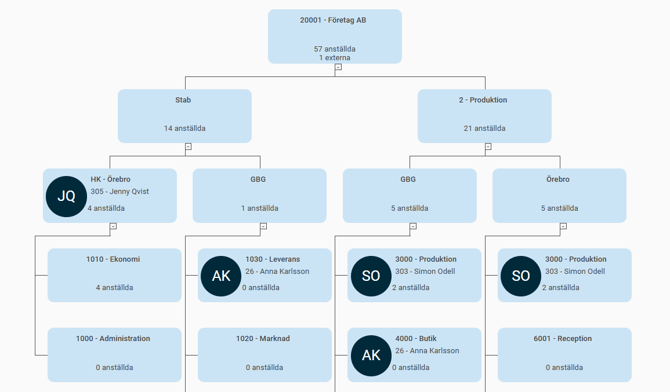 20001 - Företag AB
57 anställda
1 externa
Stab
14 anställda
2 - Produktion
21 anställda
JQ
HK - Örebro
305 - Jenny Qvist
4 anställda
GBG
1 anställda
GBG
5 anställda
Örebro
5 anställda
1010 - Ekonomi
4 anställda
AK
1030 - Leverans
26 - Anna Karlsson
0 anställda
SO
3000 - Produktion
303 - Simon Odell
2 anställda
SO
3000 - Produktion
303 - Simon Odell
2 anställda
1000 - Administration
0 anställda
1020 - Marknad
0 anställda
AK
4000 - Butik
26 - Anna Karlsson
0 anställda
6001 - Reception
0 anställda